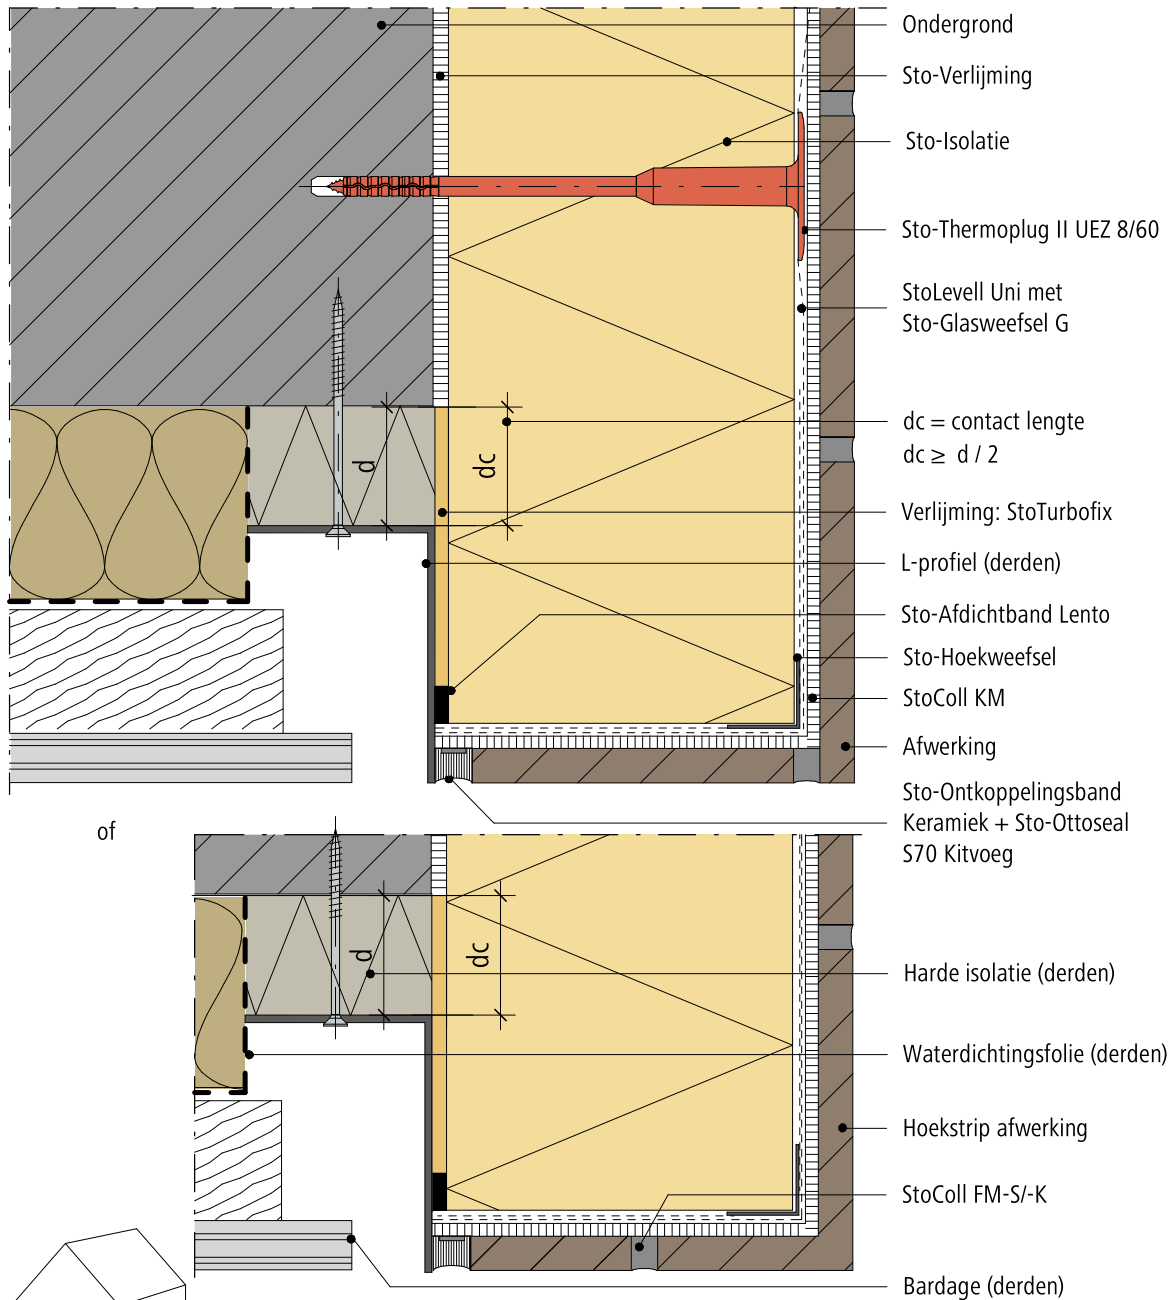 Ondergrond
Sto-Verlijming
Sto-Isolatie
Sto-Thermoplug II UEZ 8/60
StoLevell Uni met
Sto-Glasweefsel G
dc = contact lengte
dc ≥ d / 2
d
dc
Verlijming: StoTurbofix
L-profiel (derden)
Sto-Afdichtband Lento
Sto-Hoekweefsel
StoColl KM
Afwerking
Sto-Ontkoppelingsband
Keramiek + Sto-Ottoseal
S70 Kitvoeg
of
d
dc
Harde isolatie (derden)
Waterdichtingsfolie (derden)
Hoekstrip afwerking
StoColl FM-S/-K
Bardage (derden)